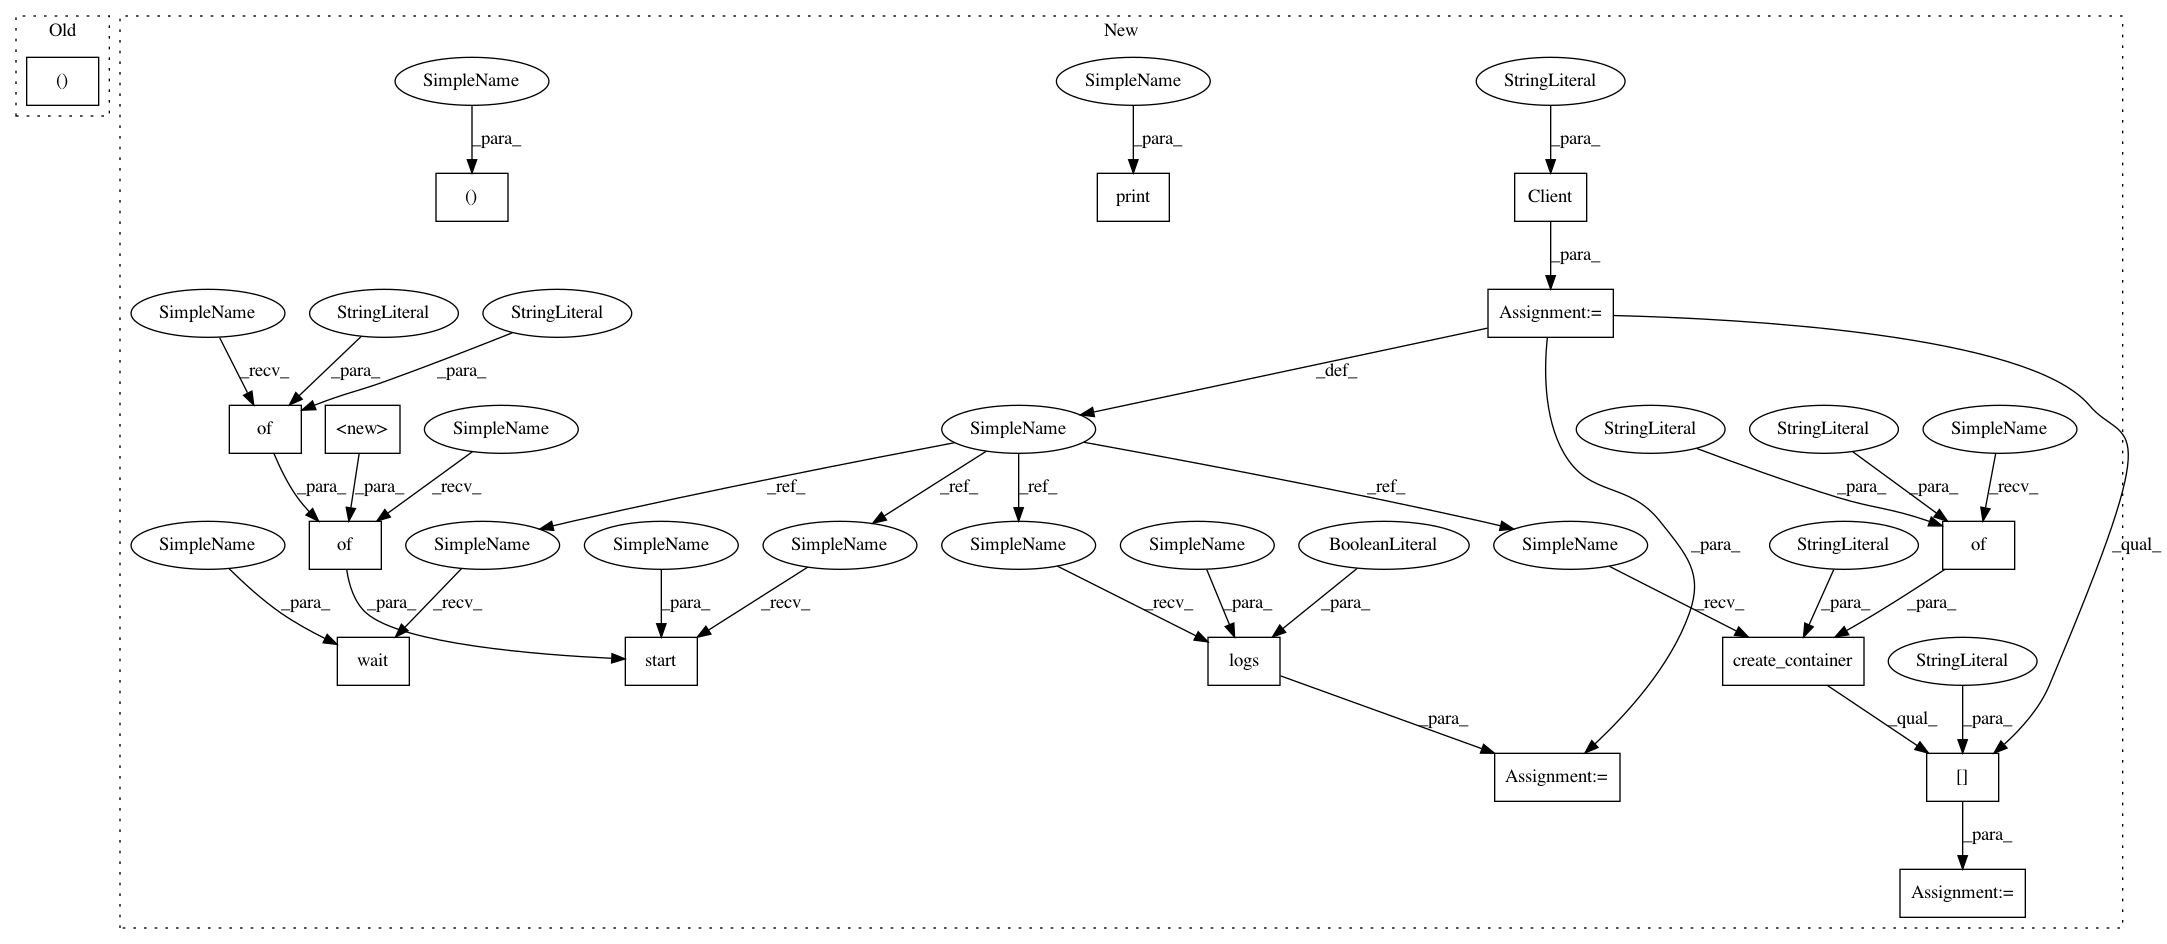 Old
New
()
SimpleName
SimpleName
StringLiteral
_para_
_para_
_para_
()
print
Client
_para_
SimpleName
StringLiteral
StringLiteral
Assignment:=
_recv_
_para_
_para_
_def_
of
<new>
SimpleName
SimpleName
StringLiteral
StringLiteral
SimpleName
_para_
_para_
_recv_
_ref_
_ref_
_ref_
_ref_
_para_
_para_
_recv_
SimpleName
of
SimpleName
SimpleName
SimpleName
SimpleName
SimpleName
BooleanLiteral
SimpleName
StringLiteral
of
_para_
_qual_
_para_
_para_
_recv_
_para_
_recv_
_recv_
_para_
_para_
_recv_
_para_
_para_
wait
start
logs
create_container
StringLiteral
_para_
_qual_
_para_
Assignment:=
[]
_para_
Assignment:=